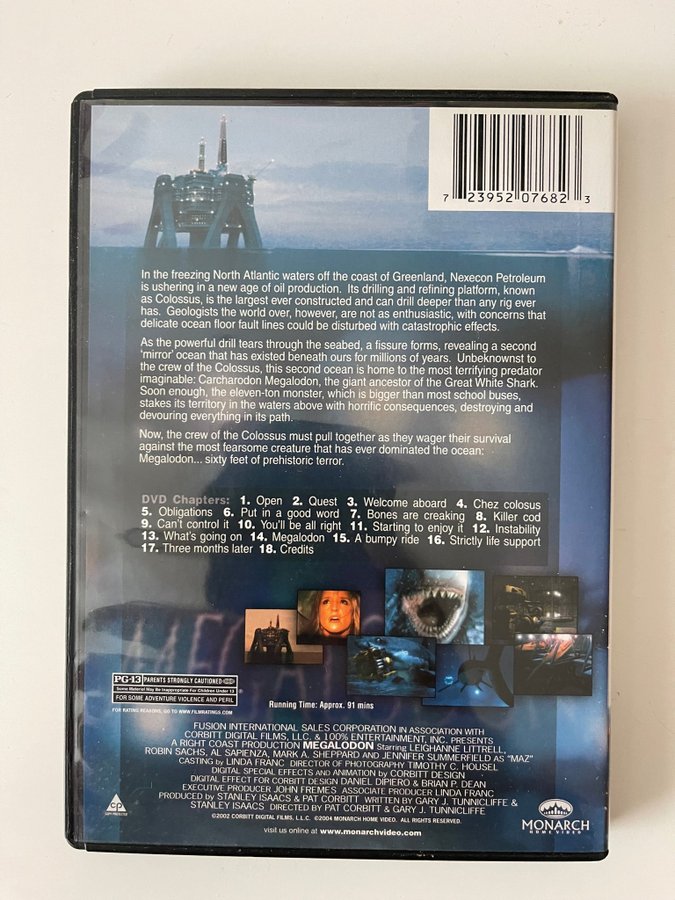 7 23952 07682 3
In the freezing North Atlantic waters off the coast of Greenland, Nexecon Petroleum
is ushering in a new age of oil production. Its drilling and refining platform, known
as Colossus, is the largest ever constructed and can drill deeper than any rig ever
has. Geologists the world over, however, are not as enthusiastic, with concerns that
delicate ocean floor fault lines could be disturbed with catastrophic effects.
As the powerful drill tears through the seabed, a fissure forms, revealing a second
'mirror' ocean that has existed beneath ours for millions of years. Unbeknownst to
the crew of the Colossus, this second ocean is home to the most terrifying predator
imaginable: Carcharodon Megalodon, the giant ancestor of the Great White Shark.
Soon enough, the eleven-ton monster, which is bigger than most school buses,
stakes its territory in the waters above with horrific consequences, destroying and
devouring everything in its path.
Now, the crew of the Colossus must pull together as they wager their survival
against the most fearsome creature that has ever dominated the ocean:
Megalodon... sixty feet of prehistoric terror.
DVD Chapters: 1. Open 2. Quest 3. Welcome aboard 4. Chez colosus
5. Obligations 6. Put in a good word 7. Bones are creaking 8. Killer cod
9. Can't control it 10. You'll be all right 11. Starting to enjoy it 12. Instability
13. What's going on 14. Megalodon 15. A bumpy ride 16. Strictly life support
17. Three months later 18. Credits
PG-13 PARENTS STRONGLY CAUTIONED
Some Material May Be Inappropriate For Children Under 13
FOR SOME ADVENTURE VIOLENCE AND PERIL
FOR RATING REASONS, GO TO WWW.FILMRATINGS.COM
Running Time: Approx. 91 mins
FUSION INTERNATIONAL SALES CORPORATION IN ASSOCIATION WITH
CORBITT DIGITAL FILMS, LLC. & 100% ENTERTAINMENT, INC. PRESENTS
A RIGHT COAST PRODUCTION MEGALODON Starring LEIGHANNE LITTRELL,
ROBIN SACHS, AL SAPIENZA, MARK A. SHEPPARD and JENNIFER SUMMERFIELD AS "MAZ"
CASTING by LINDA FRANC DIRECTOR OF PHOTOGRAPHY TIMOTHY C. HOUSEL
DIGITAL SPECIAL EFFECTS AND ANIMATION by CORBITT DESIGN
DIGITAL EFFECT FOR CORBITT DESIGN DANIEL DIPIERO & BRIAN P. DEAN
EXECUTIVE PRODUCER JOHN FREMES ASSOCIATE PRODUCER LINDA FRANC
PRODUCED by STANLEY ISAACS & PAT CORBITT WRITTEN BY GARY J. TUNNICLIFFE &
STANLEY ISAACS DIRECTED by PAT CORBITT & GARY J. TUNNICLIFFE
©2002 CORBITT DIGITAL FILMS, L.L.C. ©2004 MONARCH HOME VIDEO. ALL RIGHTS RESERVED.
visit us online at www.monarchvideo.com
MONARCH
HOME VIDEO